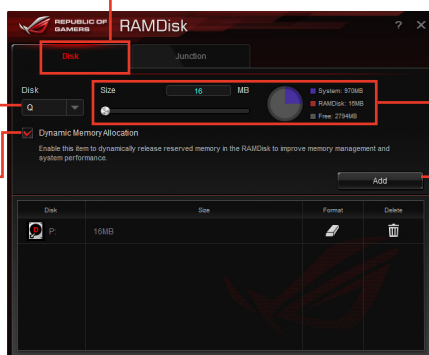 REPUBLIC OF
GAMERS
RAMDisk
? X
Disk
Junction
Disk
Size
16
MB
System: 970MB
RAMDisk: 16MB
Free: 2794MB
Q
Dynamic Memory Allocation
Enable this item to dynamically release reserved memory in the RAMDisk to improve memory management and
system performance.
Add
Disk
Size
Format
Delete
P:
16MB